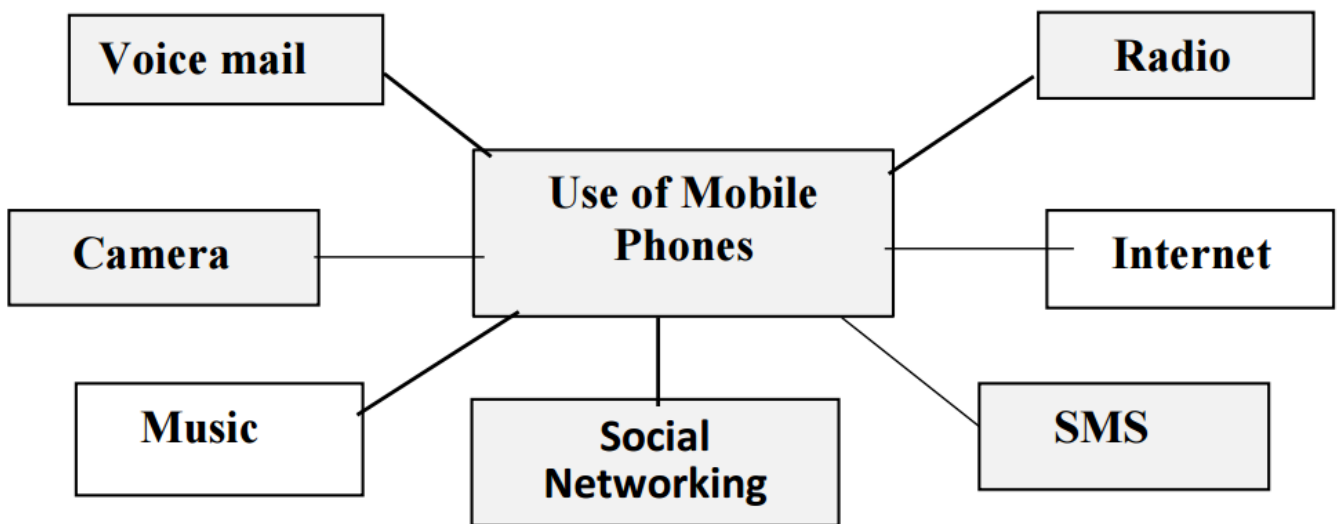 Voice mail
Radio
Use of Mobile
Phones
Camera
Internet
Music
Social
Networking
SMS